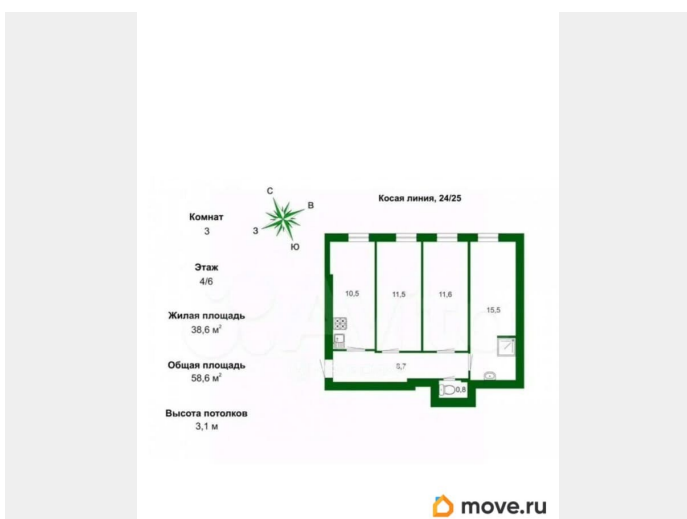 С
В
З
Ю
Косая линия, 24/25
Комнат
3
Этаж
4/6
Жилая площадь
38,6 м²
Общая площадь
58,6 м²
Высота потолков
3,1 м
10,5
11,5
11,6
15,5
8,7
0,8
move.ru